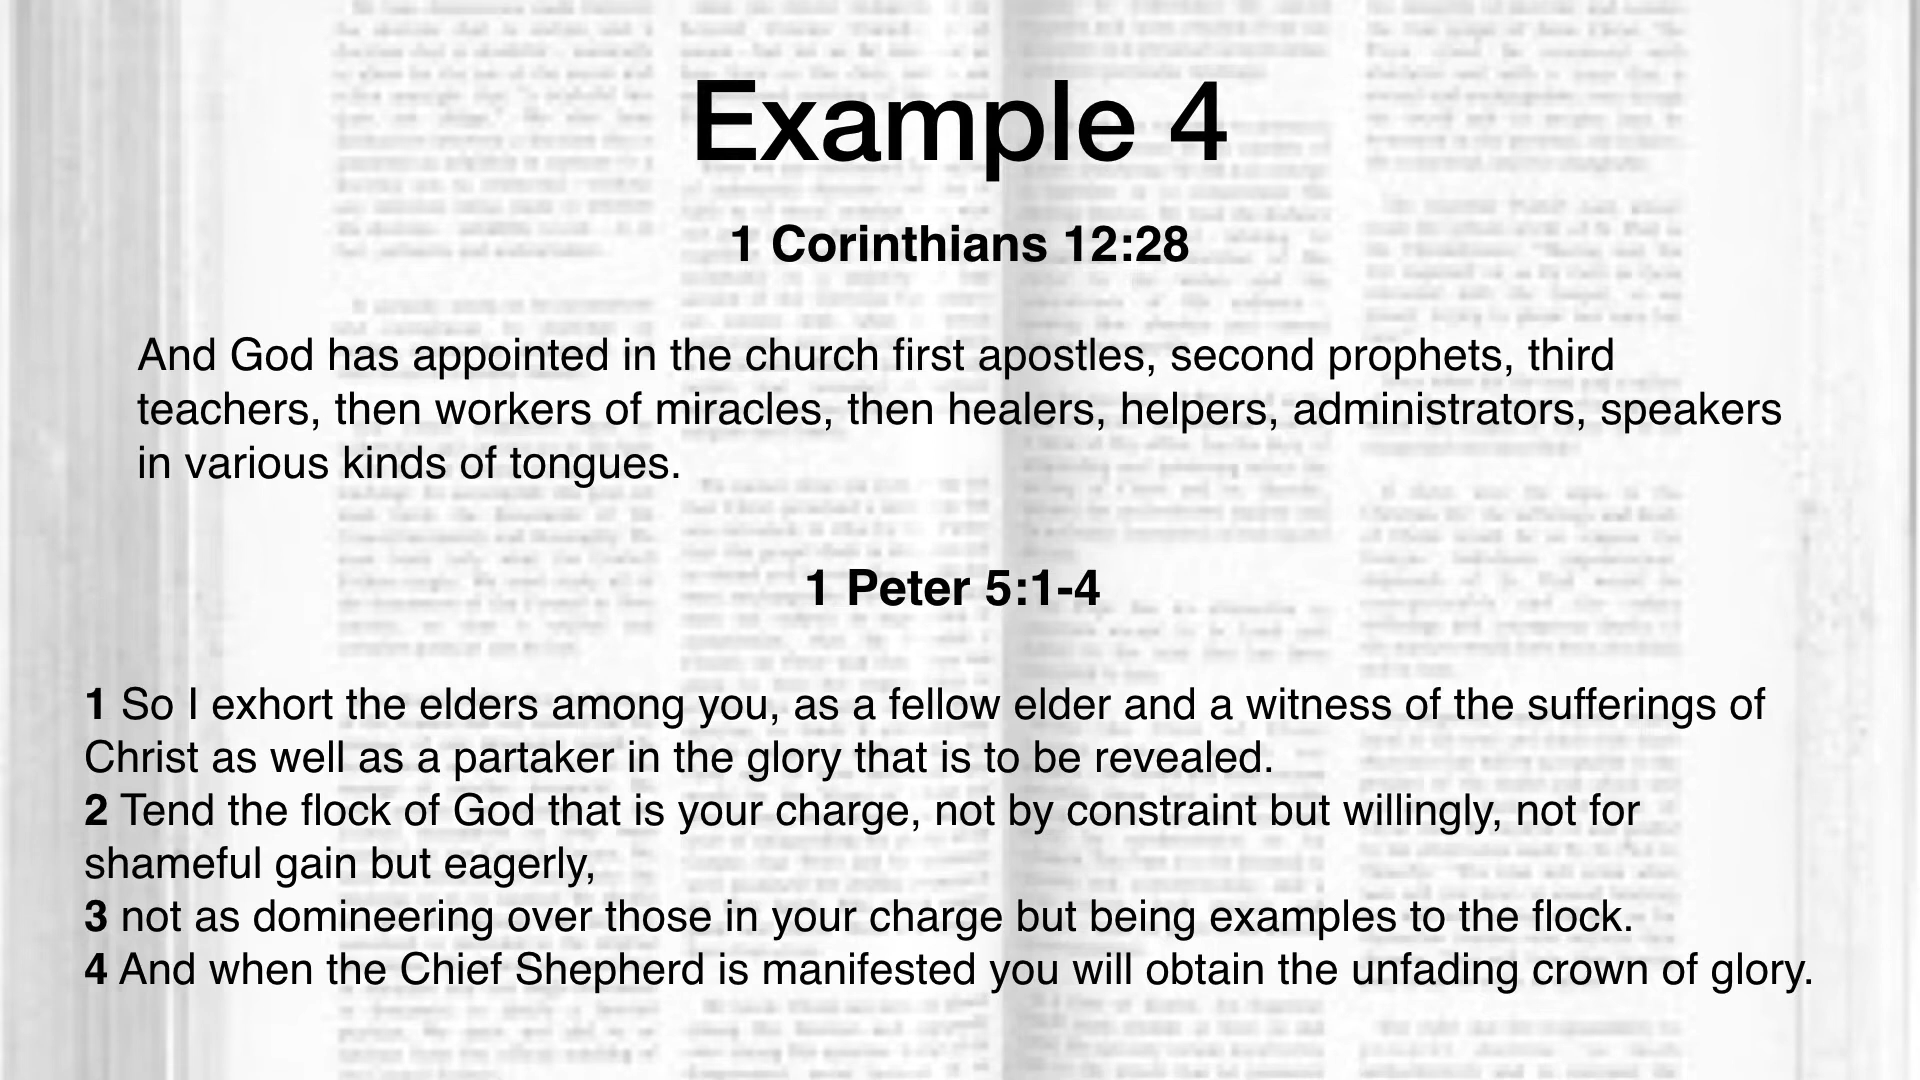 Example 4
1 Corinthians 12:28
And God has appointed in the church first apostles, second prophets, third
teachers, then workers of miracles, then healers, helpers, administrators, speakers
in various kinds of tongues.
1 Peter 5:1-4
1 So I exhort the elders among you, as a fellow elder and a witness of the sufferings of
Christ as well as a partaker in the glory that is to be revealed.
2 Tend the flock of God that is your charge, not by constraint but willingly, not for
shameful gain but eagerly,
3 not as domineering over those in your charge but being examples to the flock.
4 And when the Chief Shepherd is manifested you will obtain the unfading crown of glory.